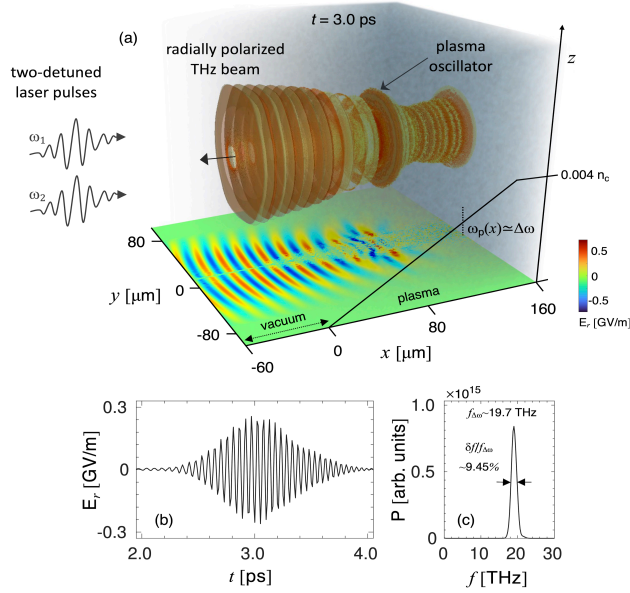 t = 3.0 ps
(a)
radially polarized
THz beam
plasma
oscillator
two-detuned
laser pulses
ω1
ω2
z
0.004 nc
ωp(x)≃Δω
80
0
-80
y [μm]
vacuum
plasma
-60
0
80
160
x [μm]
0.5
0
-0.5
Er [GV/m]
0.3
0
-0.3
Er [GV/m]
(b)
2.0
3.0
4.0
t [ps]
×10^15
1.0
0.5
0
P [arb. units]
fΔω~19.7 THz
δf/fΔω
~9.45%
(c)
0
10
20
30
f [THz]